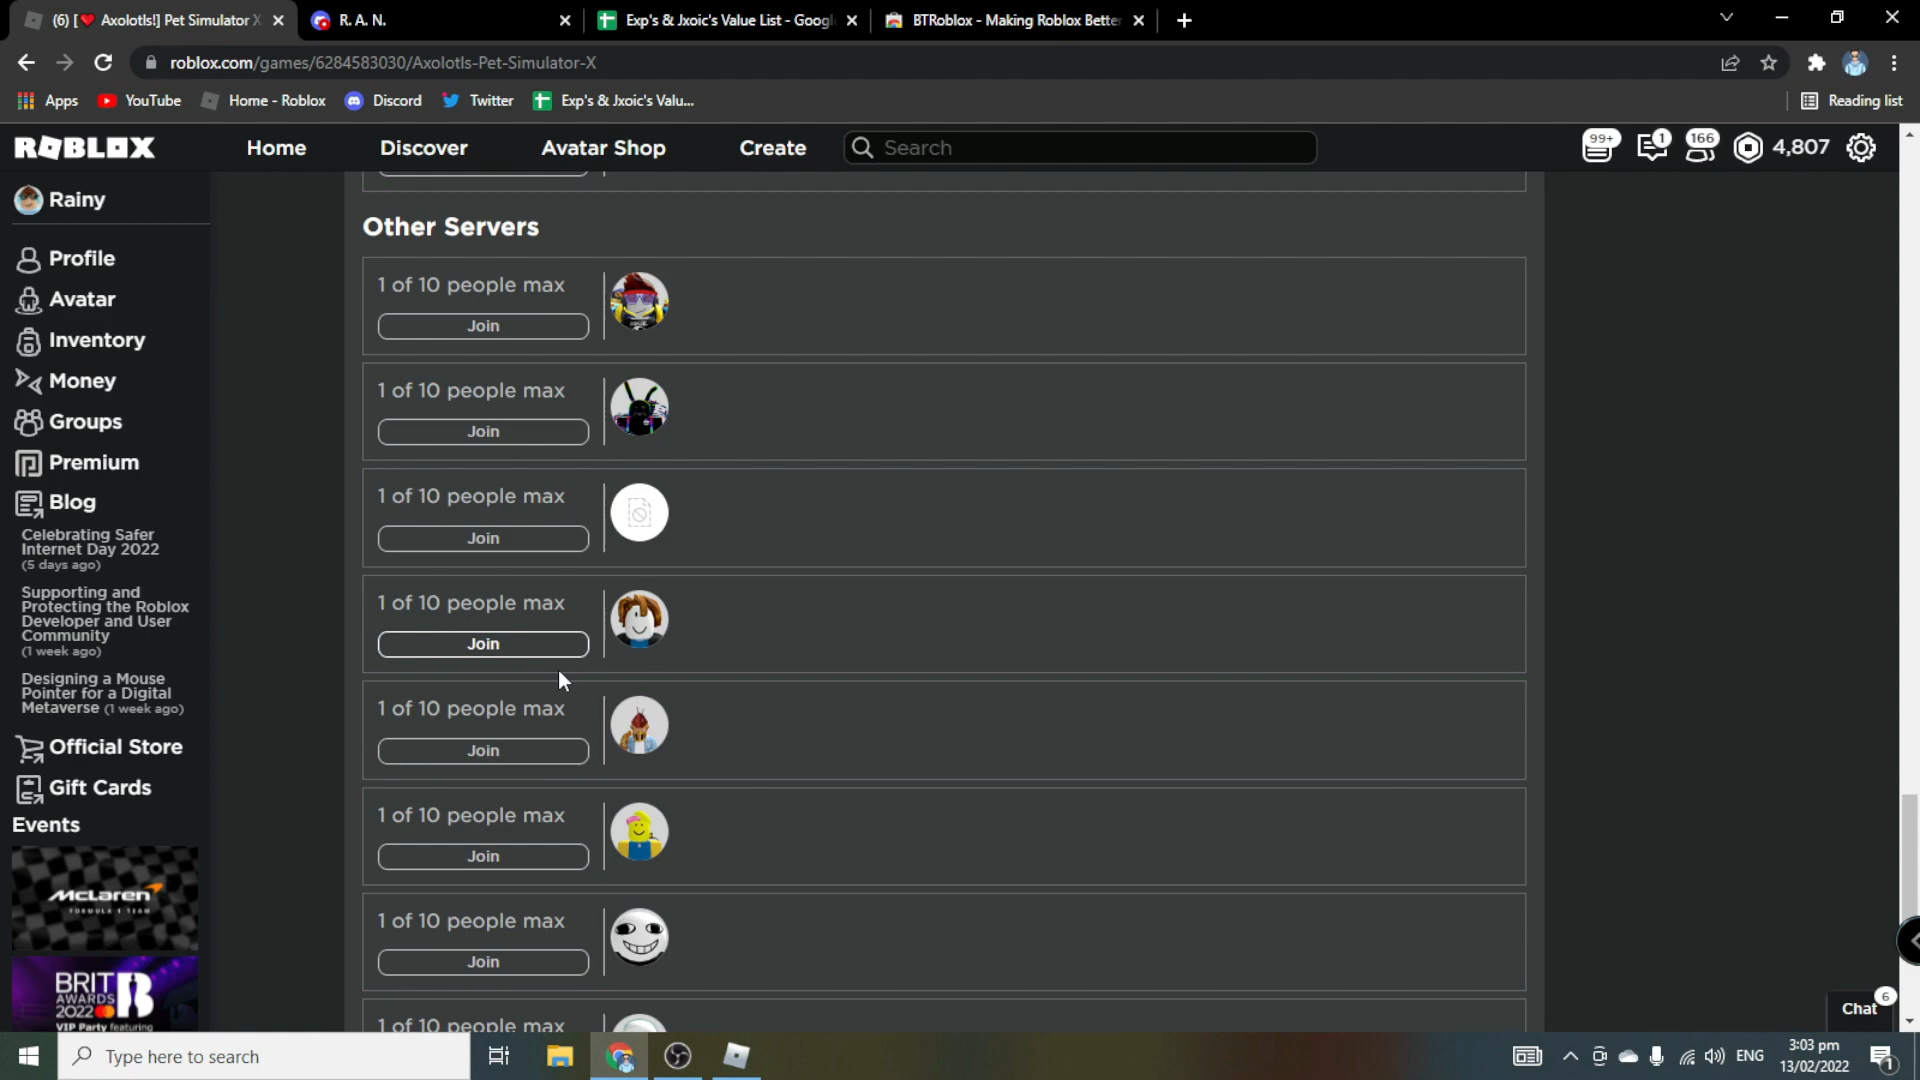 (6) [❤ Axolotls!] Pet Simulator X
R. A. N.
Exp's & Jxoic's Value List - Googl
BTRoblox - Making Roblox Better
roblox.com/games/6284583030/Axolotls-Pet-Simulator-X
Apps
YouTube
Home - Roblox
Discord
Twitter
Exp's & Jxoic's Valu...
Reading list
ROBLOX
Home
Discover
Avatar Shop
Create
Search
99+
1
166
4,807
Rainy
Profile
Avatar
Inventory
Money
Groups
Premium
Blog
Celebrating Safer
Internet Day 2022
(5 days ago)
Supporting and
Protecting the Roblox
Developer and User
Community
(1 week ago)
Designing a Mouse
Pointer for a Digital
Metaverse (1 week ago)
Official Store
Gift Cards
Events
McLaren
FORMULA 1 TEAM
BRIT
AWARDS
2022
VIP Party featuring
Other Servers
1 of 10 people max
Join
1 of 10 people max
Join
1 of 10 people max
Join
1 of 10 people max
Join
1 of 10 people max
Join
1 of 10 people max
Join
1 of 10 people max
Join
1 of 10 people max
Chat
6
Type here to search
ENG
3:03 pm
13/02/2022
1